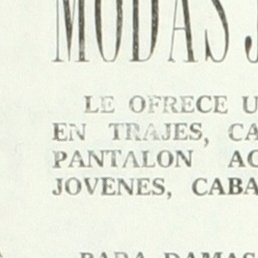 MODAS
LE OFRECE
EN TRAJES,
PANTALON
JOVENES,
PARA DAMAS